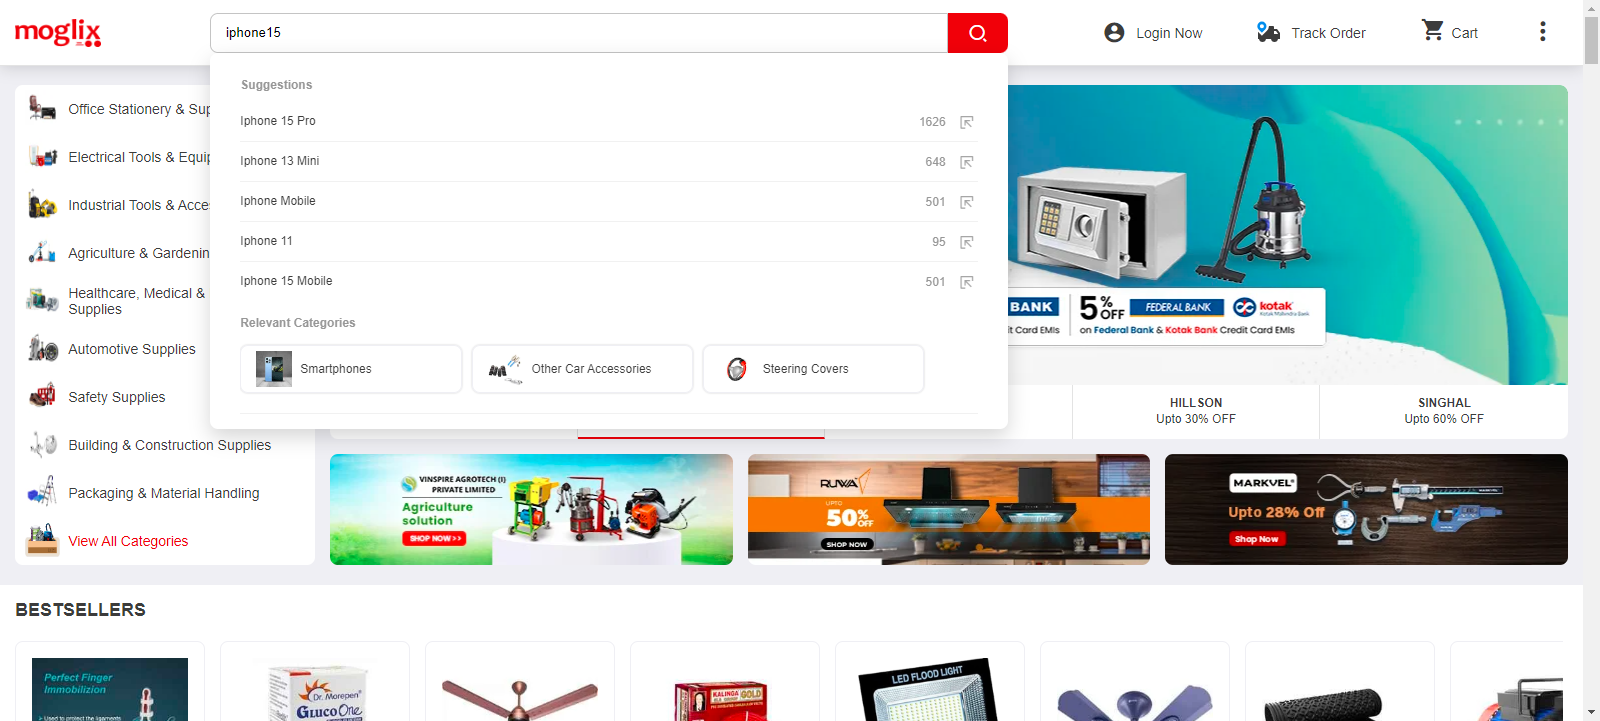 moglix
iphone15
Login Now
Track Order
Cart
Suggestions
Iphone 15 Pro
1626
Iphone 13 Mini
648
Iphone Mobile
501
Iphone 11
95
Iphone 15 Mobile
501
Relevant Categories
Smartphones
Other Car Accessories
Steering Covers
Office Stationery & Sup
Electrical Tools & Equip
Industrial Tools & Acces
Agriculture & Gardenin
Healthcare, Medical &
Supplies
Automotive Supplies
Safety Supplies
Building & Construction Supplies
Packaging & Material Handling
View All Categories
BANK
5% OFF
FEDERAL BANK
kotak
Kotak Mahindra Bank
it Card EMIs
on Federal Bank & Kotak Bank Credit Card EMIs
HILLSON
Upto 30% OFF
SINGHAL
Upto 60% OFF
VINSPIRE AGROTECH (I)
PRIVATE LIMITED
Agriculture
solution
SHOP NOW >>
RUWA
UPTO
50% OFF
SHOP NOW
MARKVEL
Upto 28% Off
Shop Now
BESTSELLERS
Perfect Finger
Immobilizion
Used to protect the ligaments
Dr. Morepen
GlucoOne
KALINGA
GOLD
LED FLOOD LIGHT